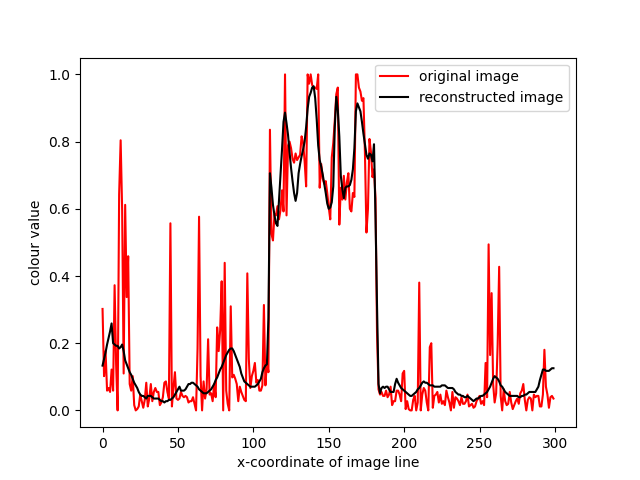 original image
reconstructed image
colour value
1.0
0.8
0.6
0.4
0.2
0.0
0 50 100 150 200 250 300
x-coordinate of image line